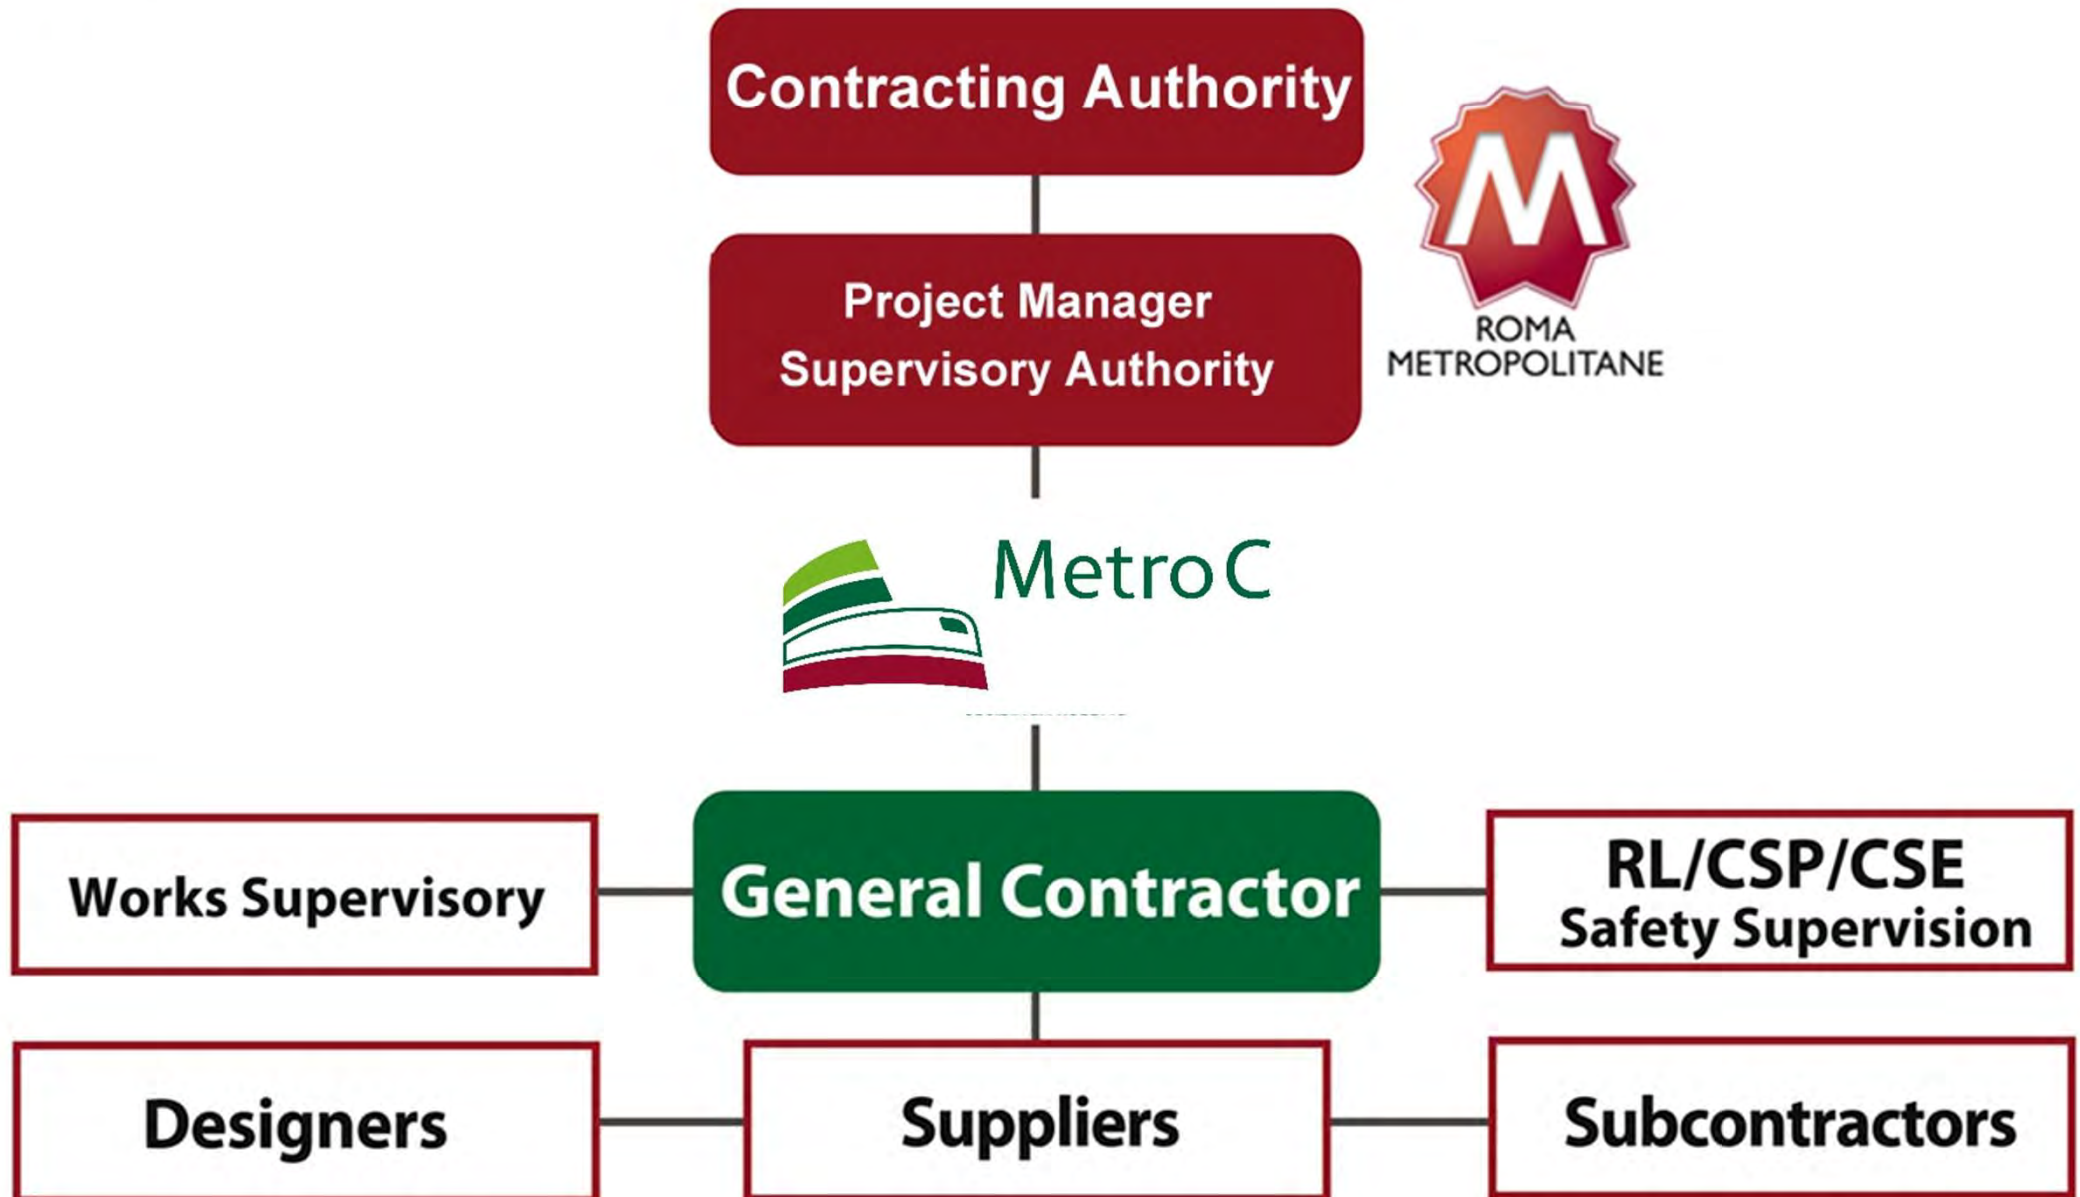 Contracting Authority
M
ROMA
METROPOLITANE
Project Manager
Supervisory Authority
Metro C
Works Supervisory
General Contractor
RL/CSP/CSE
Safety Supervision
Designers
Suppliers
Subcontractors